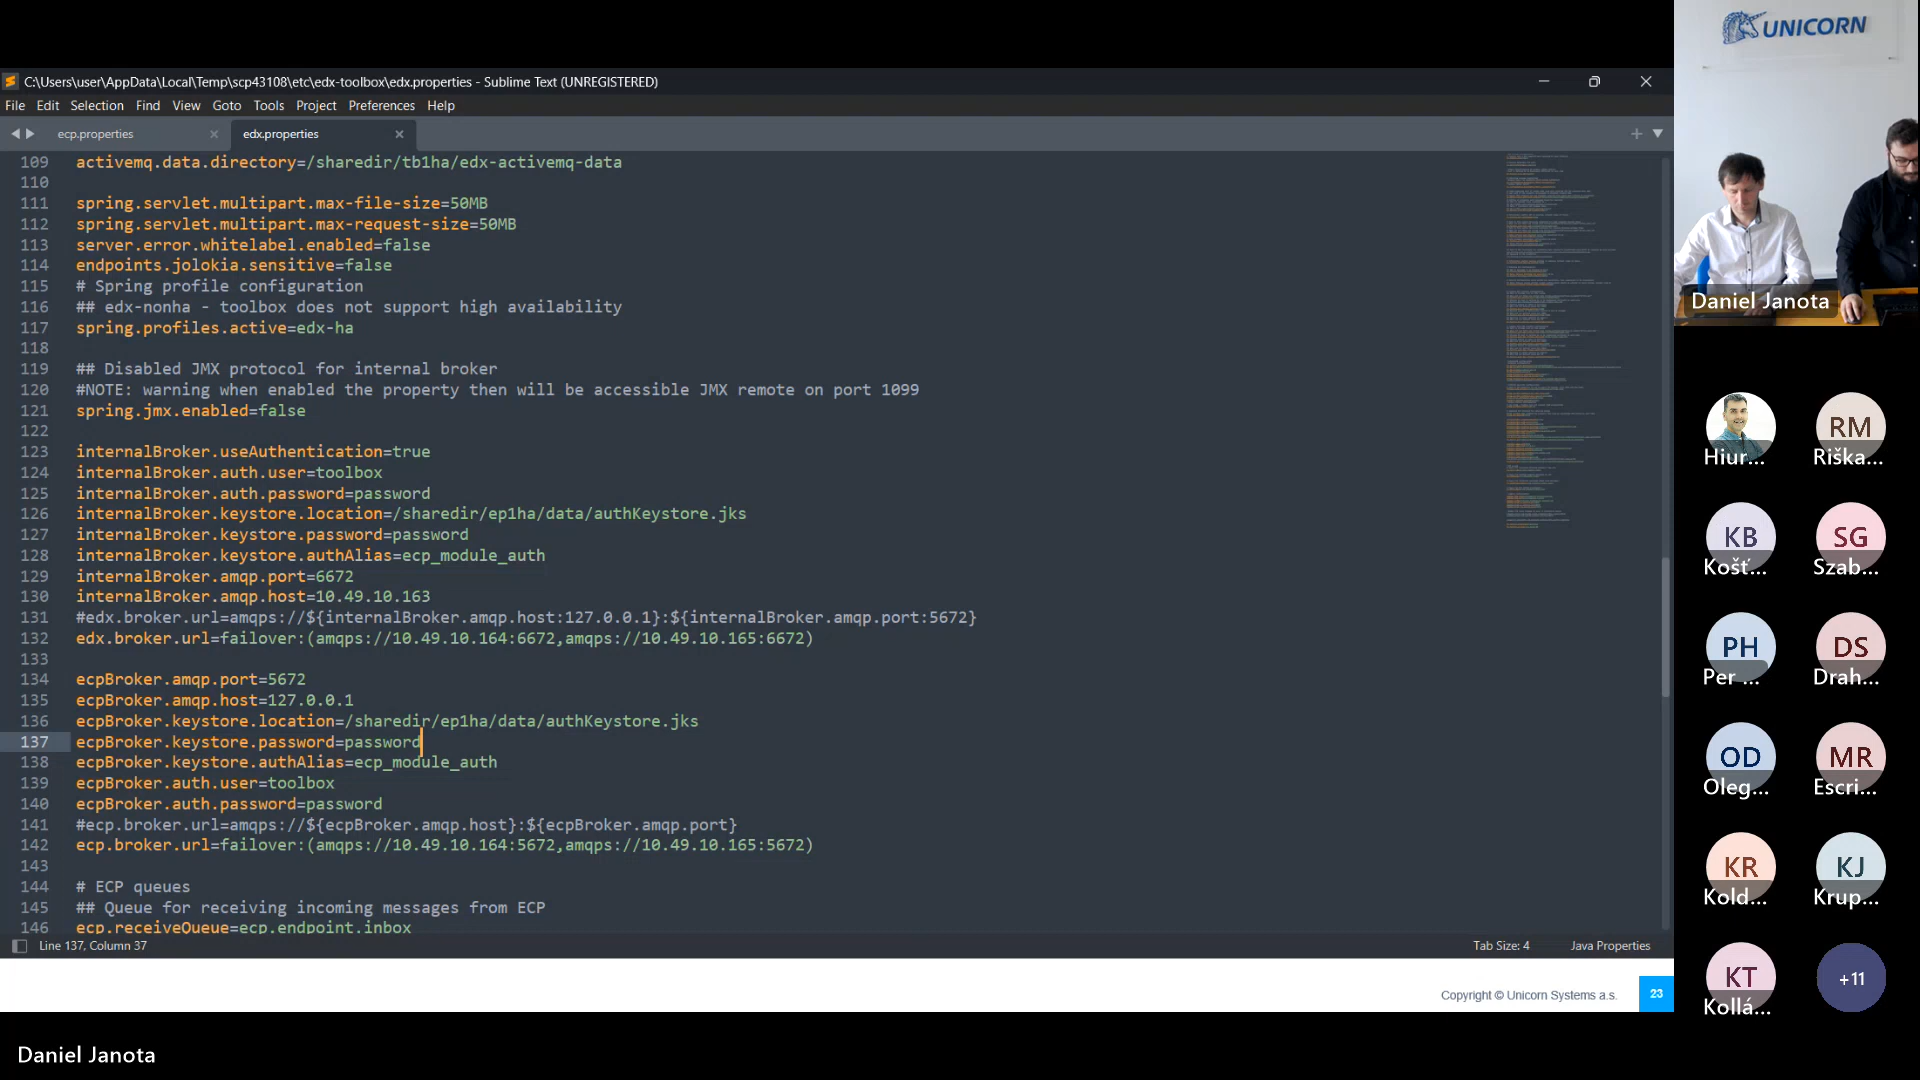 C:\Users\user\AppData\Local\Temp\scp43108\etc\edx-toolbox\edx.properties - Sublime Text (UNREGISTERED)
File Edit Selection Find View Goto Tools Project Preferences Help
ecp.properties
edx.properties
109 activemq.data.directory=/sharedir/tb1ha/edx-activemq-data
110
111 spring.servlet.multipart.max-file-size=50MB
112 spring.servlet.multipart.max-request-size=50MB
113 server.error.whitelabel.enabled=false
114 endpoints.jolokia.sensitive=false
115 # Spring profile configuration
116 ## edx-nonha - toolbox does not support high availability
117 spring.profiles.active=edx-ha
118
119 ## Disabled JMX protocol for internal broker
120 #NOTE: warning when enabled the property then will be accessible JMX remote on port 1099
121 spring.jmx.enabled=false
122
123 internalBroker.useAuthentication=true
124 internalBroker.auth.user=toolbox
125 internalBroker.auth.password=password
126 internalBroker.keystore.location=/sharedir/ep1ha/data/authKeystore.jks
127 internalBroker.keystore.password=password
128 internalBroker.keystore.authAlias=ecp_module_auth
129 internalBroker.amqp.port=6672
130 internalBroker.amqp.host=10.49.10.163
131 #edx.broker.url=amqps://${internalBroker.amqp.host:127.0.0.1}:${internalBroker.amqp.port:5672}
132 edx.broker.url=failover:(amqps://10.49.10.164:6672,amqps://10.49.10.165:6672)
133
134 ecpBroker.amqp.port=5672
135 ecpBroker.amqp.host=127.0.0.1
136 ecpBroker.keystore.location=/sharedir/ep1ha/data/authKeystore.jks
137 ecpBroker.keystore.password=password
138 ecpBroker.keystore.authAlias=ecp_module_auth
139 ecpBroker.auth.user=toolbox
140 ecpBroker.auth.password=password
141 #ecp.broker.url=amqps://${ecpBroker.amqp.host}:${ecpBroker.amqp.port}
142 ecp.broker.url=failover:(amqps://10.49.10.164:5672,amqps://10.49.10.165:5672)
143
144 # ECP queues
145 ## Queue for receiving incoming messages from ECP
146 ecp.receiveQueue=ecp.endpoint.inbox
Line 137, Column 37
Tab Size: 4
Java Properties
Copyright © Unicorn Systems a.s.
23
Daniel Janota
UNICORN
Daniel Janota
Hiur...
RM
Riška...
KB
Košť...
SG
Szab...
PH
Per ...
DS
Drah...
OD
Oleg...
MR
Escri...
KR
Kold...
KJ
Krup...
KT
Kollá...
+11